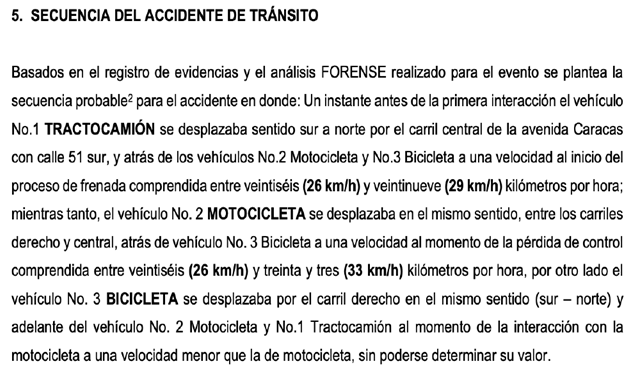 5. SECUENCIA DEL ACCIDENTE DE TRÁNSITO
Basados en el registro de evidencias y el análisis FORENSE realizado para el evento se plantea la
secuencia probable² para el accidente en donde: Un instante antes de la primera interacción el vehículo
No.1 TRACTOCAMIÓN se desplazaba sentido sur a norte por el carril central de la avenida Caracas
con calle 51 sur, y atrás de los vehículos No.2 Motocicleta y No.3 Bicicleta a una velocidad al inicio del
proceso de frenada comprendida entre veintiséis (26 km/h) y veintinueve (29 km/h) kilómetros por hora;
mientras tanto, el vehículo No. 2 MOTOCICLETA se desplazaba en el mismo sentido, entre los carriles
derecho y central, atrás de vehículo No. 3 Bicicleta a una velocidad al momento de la pérdida de control
comprendida entre veintiséis (26 km/h) y treinta y tres (33 km/h) kilómetros por hora, por otro lado el
vehículo No. 3 BICICLETA se desplazaba por el carril derecho en el mismo sentido (sur – norte) y
adelante del vehículo No. 2 Motocicleta y No.1 Tractocamión al momento de la interacción con la
motocicleta a una velocidad menor que la de motocicleta, sin poderse determinar su valor.